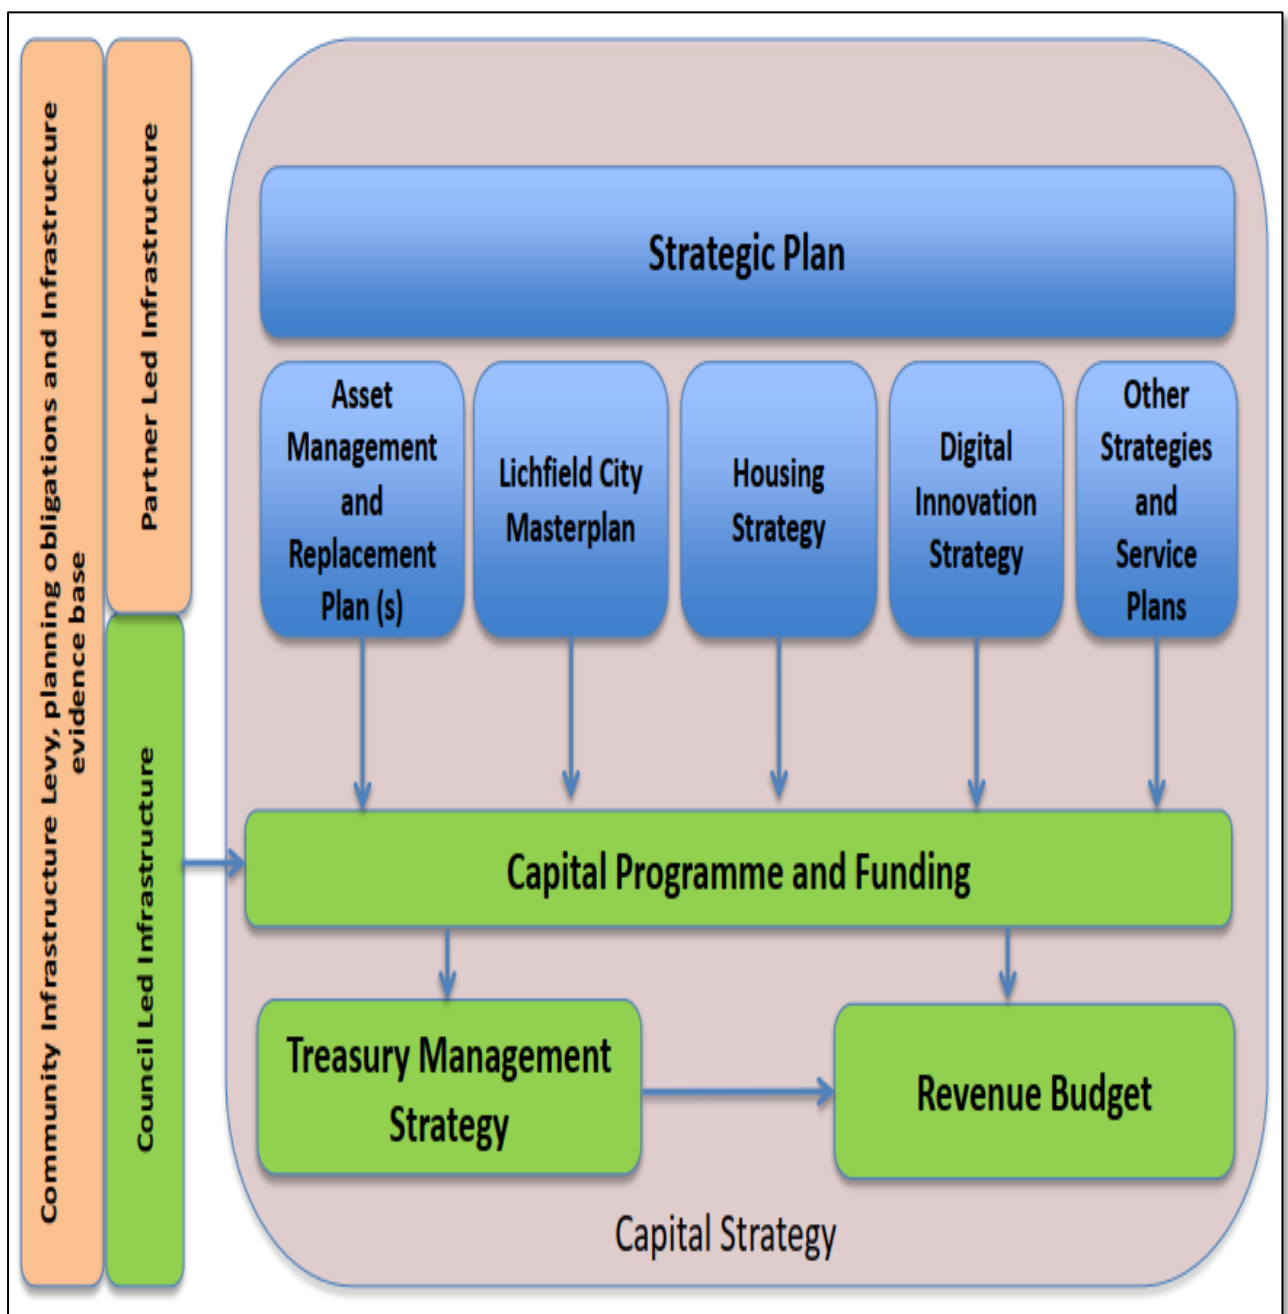 Community Infrastructure Levy, planning obligations and Infrastructure
evidence base
Partner Led Infrastructure
Council Led Infrastructure
Strategic Plan
Asset
Management
and
Replacement
Plan (s)
Lichfield City
Masterplan
Housing
Strategy
Digital
Innovation
Strategy
Other
Strategies
and
Service
Plans
Capital Programme and Funding
Treasury Management
Strategy
Revenue Budget
Capital Strategy